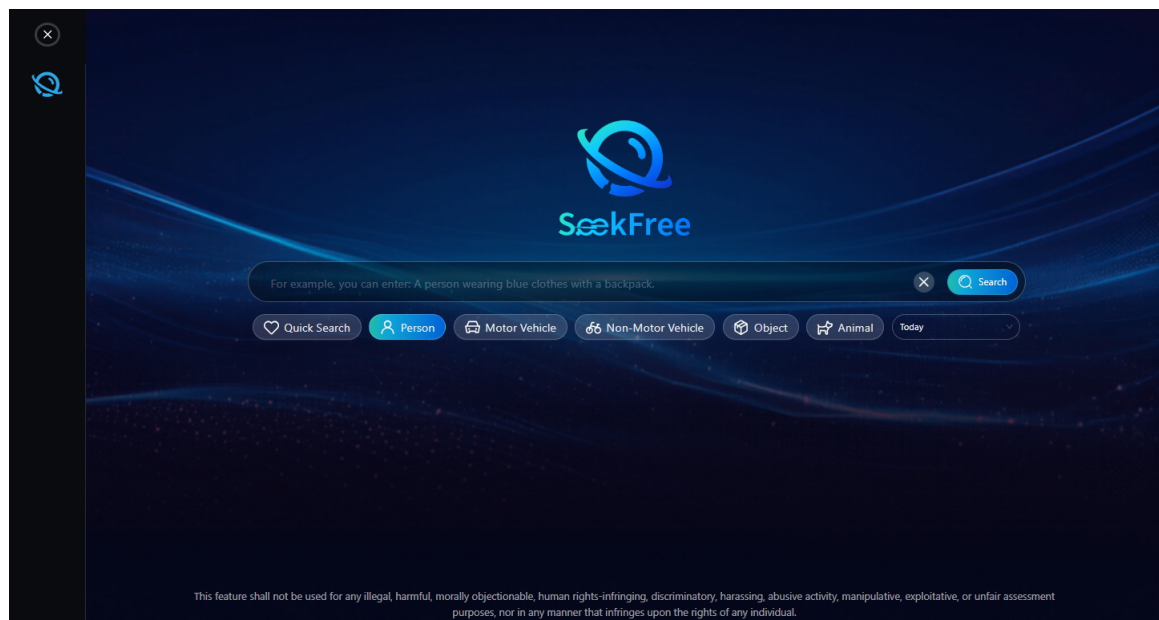 SeekFree
For example, you can enter: A person wearing blue clothes with a backpack.
Search
Quick Search
Person
Motor Vehicle
Non-Motor Vehicle
Object
Animal
Today
This feature shall not be used for any illegal, harmful, morally objectionable, human rights-infringing, discriminatory, harassing, abusive activity, manipulative, exploitative, or unfair assessment
purposes, nor in any manner that infringes upon the rights of any individual.